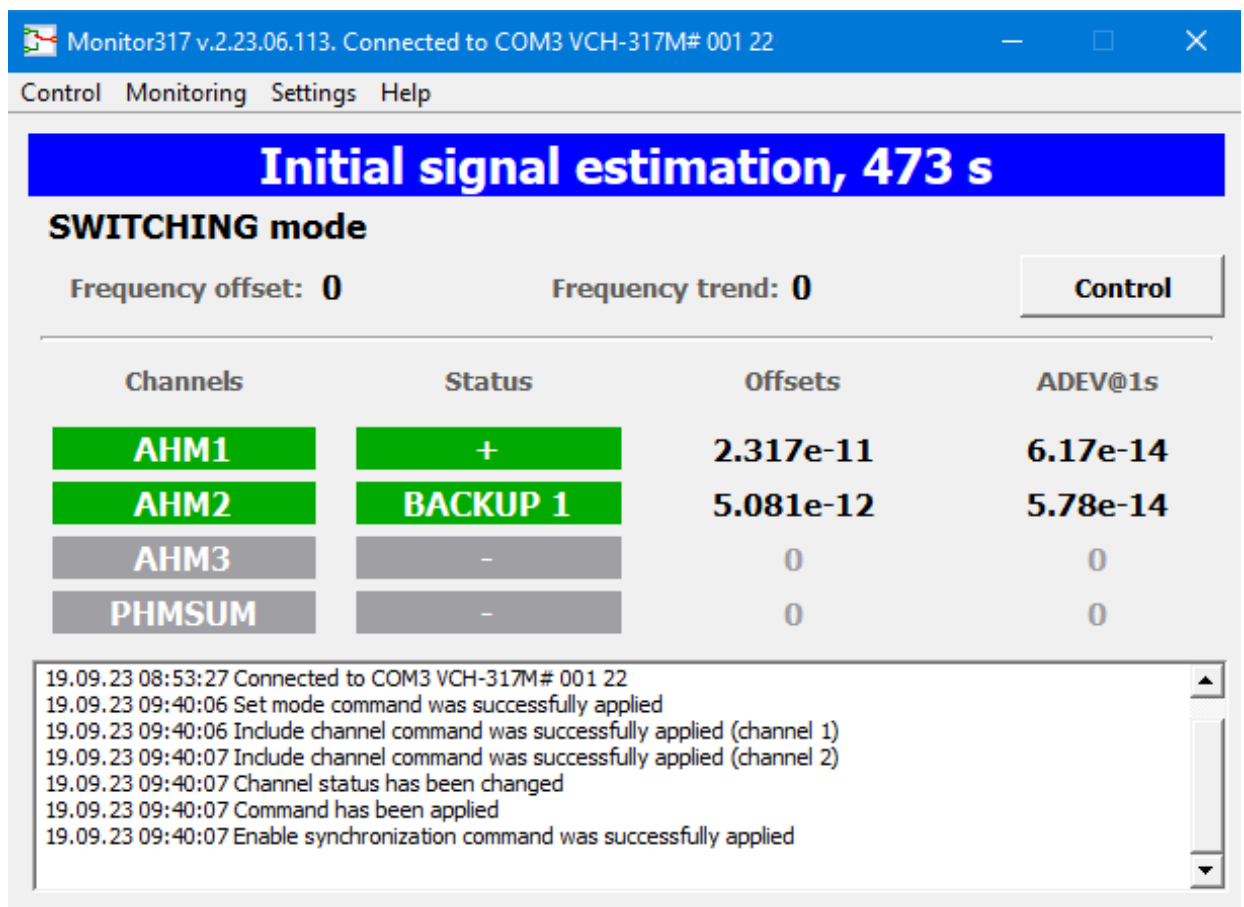 Monitor317 v.2.23.06.113. Connected to COM3 VCH-317M# 001 22
Control Monitoring Settings Help
Initial signal estimation, 473 s
SWITCHING mode
Frequency offset: 0 Frequency trend: 0 Control
Channels Status Offsets ADEV@1s
AHM1 + 2.317e-11 6.17e-14
AHM2 BACKUP 1 5.081e-12 5.78e-14
AHM3 - 0 0
PHMSUM - 0 0
19.09.23 08:53:27 Connected to COM3 VCH-317M# 001 22
19.09.23 09:40:06 Set mode command was successfully applied
19.09.23 09:40:06 Include channel command was successfully applied (channel 1)
19.09.23 09:40:07 Include channel command was successfully applied (channel 2)
19.09.23 09:40:07 Channel status has been changed
19.09.23 09:40:07 Command has been applied
19.09.23 09:40:07 Enable synchronization command was successfully applied